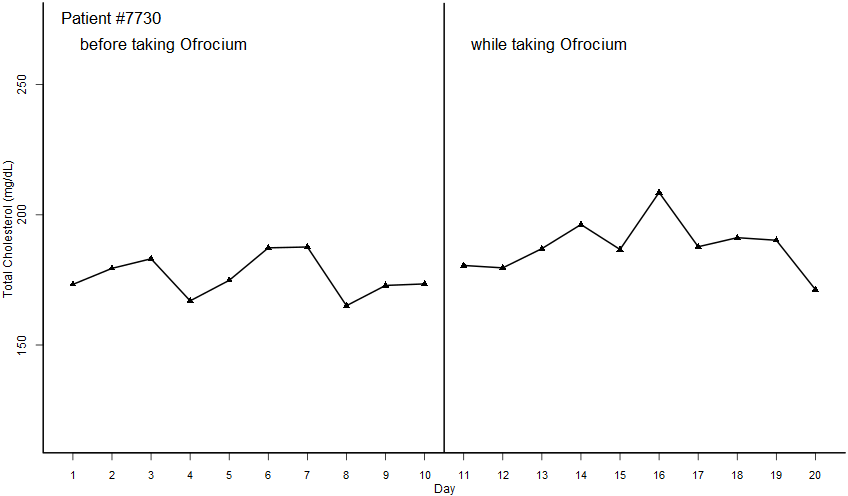 Patient #7730
before taking Ofrocium
while taking Ofrocium
250
200
150
Total Cholesterol (mg/dL)
1 2 3 4 5 6 7 8 9 10 11 12 13 14 15 16 17 18 19 20
Day